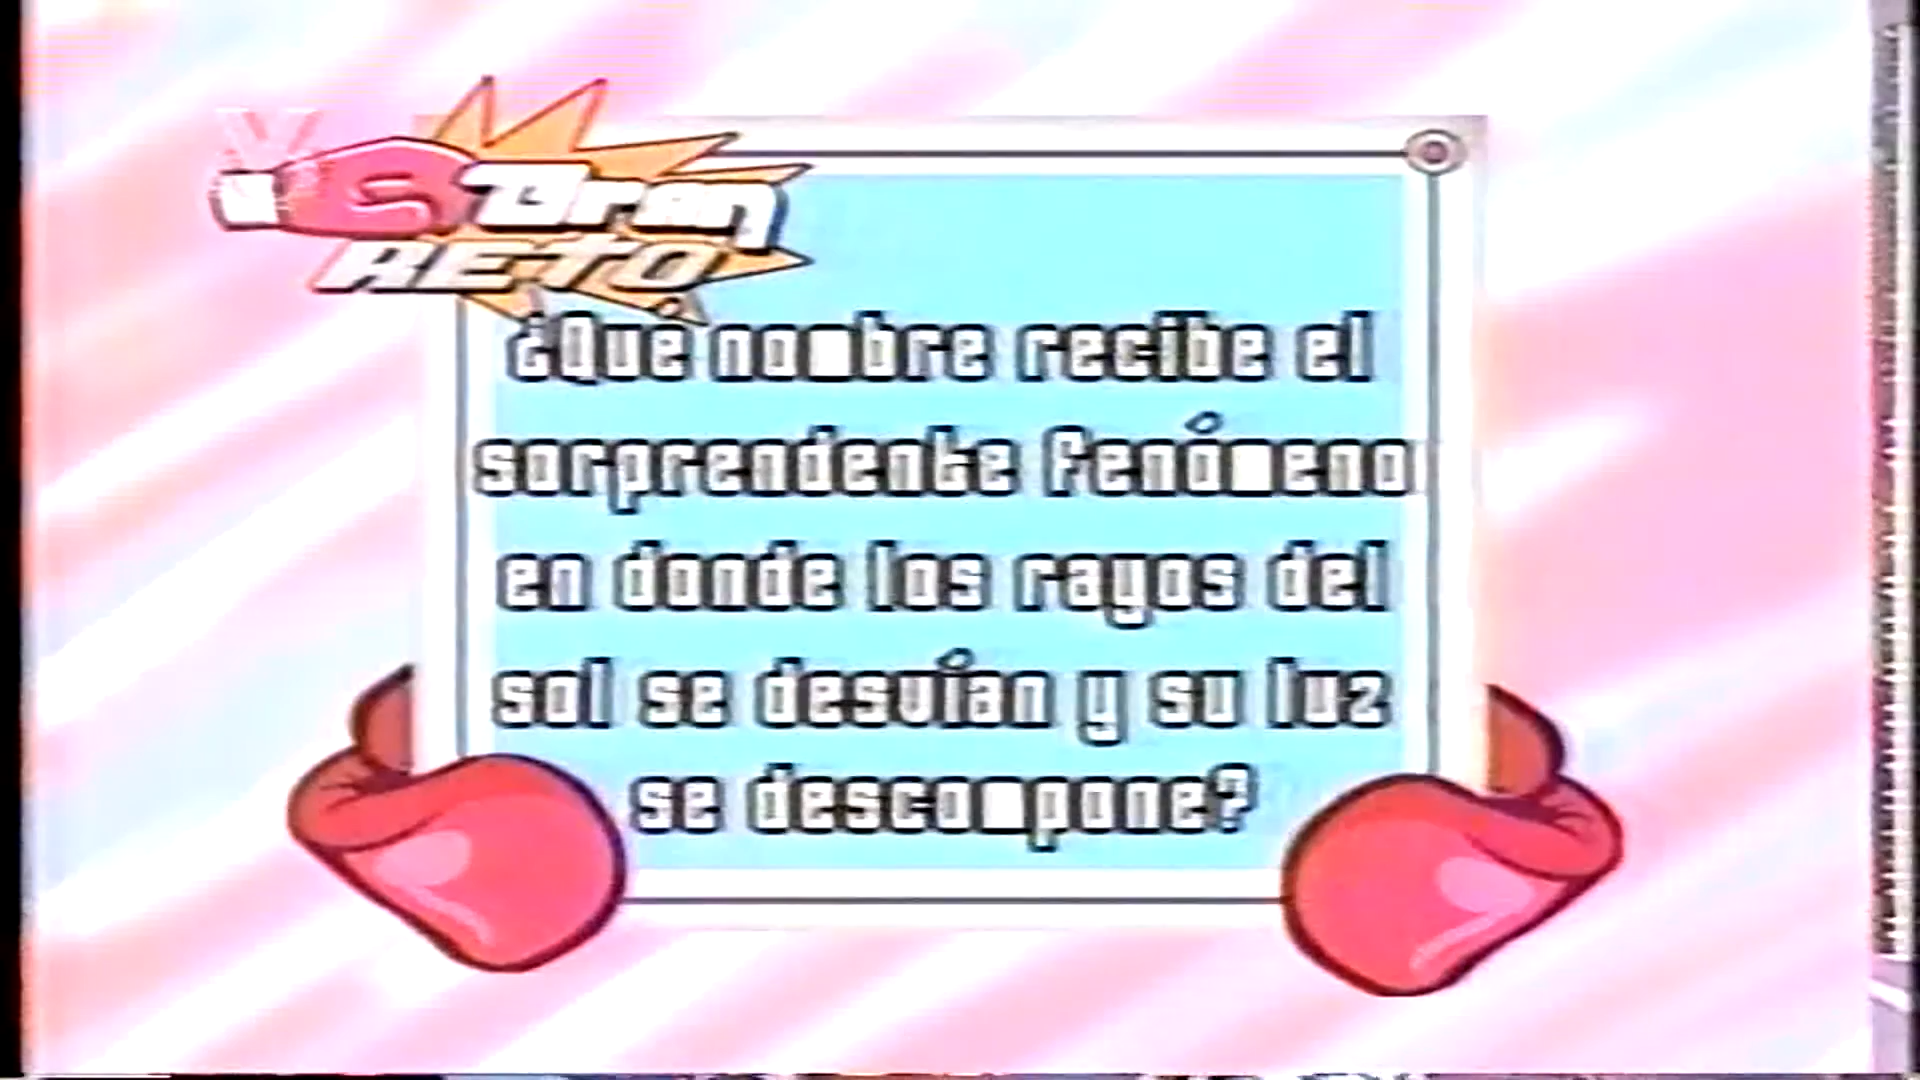 Gran
RETO
¿Que nombre recibe el
sorprendente fenómeno
en donde los rayos del
sol se desvían y su luz
se descompone?